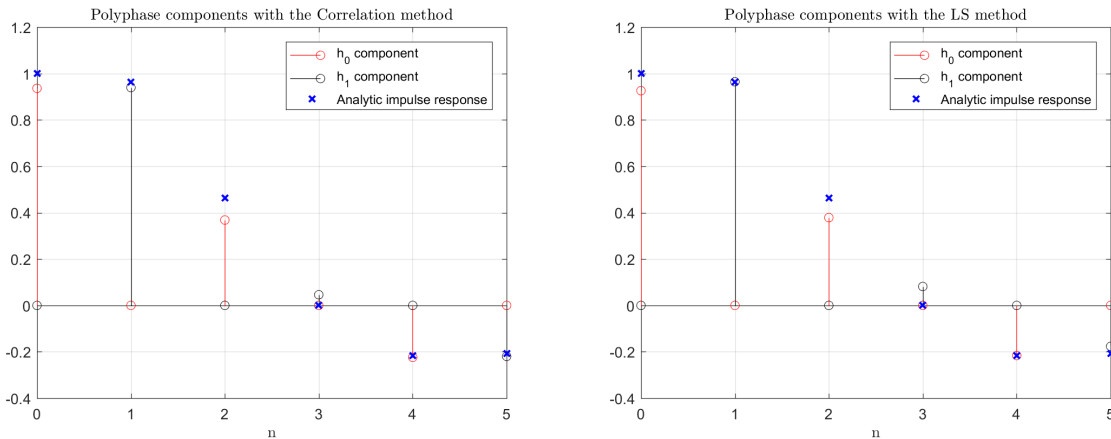 Polyphase components with the Correlation method
1.2
1
0.8
0.6
0.4
0.2
0
-0.2
-0.4
0 1 2 3 4 5
n
h0 component
h1 component
Analytic impulse response
Polyphase components with the LS method
1.2
1
0.8
0.6
0.4
0.2
0
-0.2
-0.4
0 1 2 3 4 5
n
h0 component
h1 component
Analytic impulse response